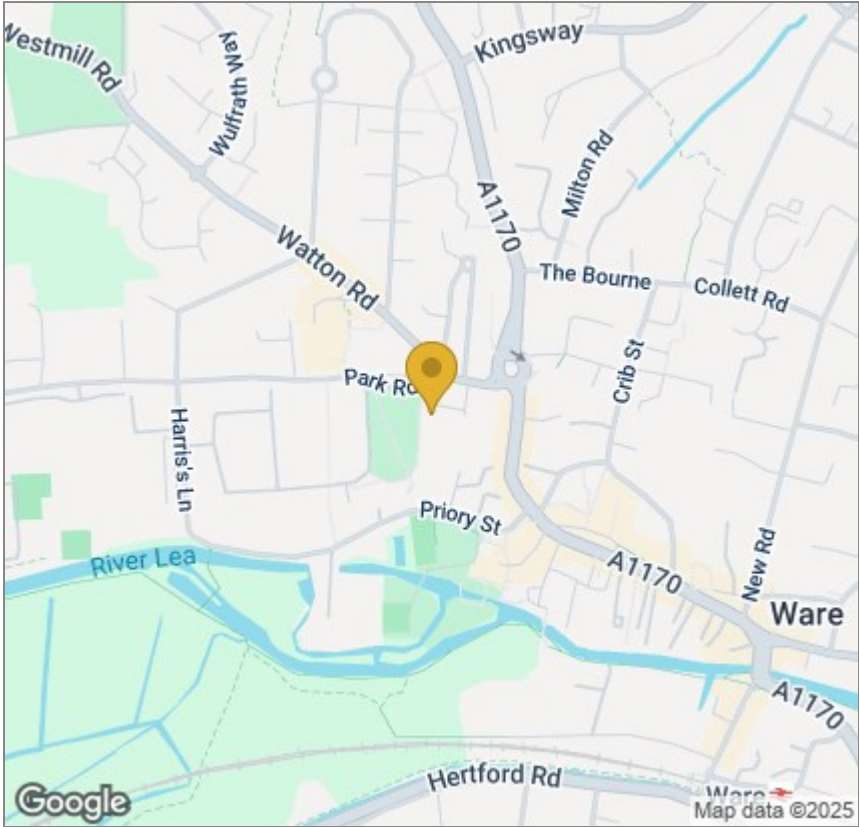 Westmill Rd
Wulfrath Way
Kingsway
A1170
Milton Rd
Watton Rd
The Bourne
Collett Rd
Crib St
Park Ro
Harris's Ln
Priory St
River Lea
A1170
New Rd
Ware
A1170
Hertford Rd
Ware
Google
Map data ©2025